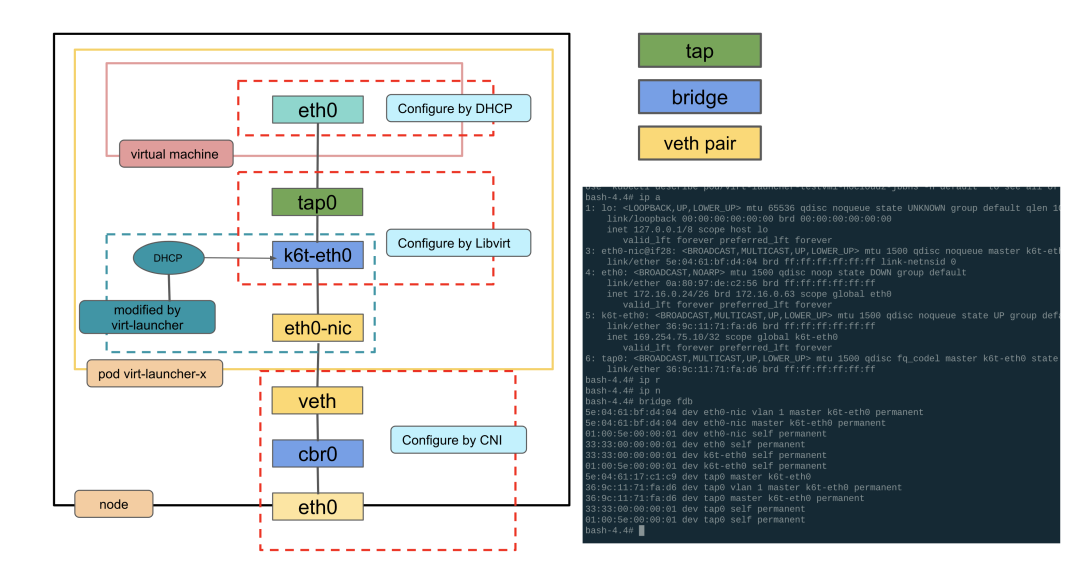 eth0
Configure by DHCP
virtual machine
tap0
Configure by Libvirt
DHCP
k6t-eth0
modified by
virt-launcher
eth0-nic
pod virt-launcher-x
veth
Configure by CNI
cbr0
node
eth0
tap
bridge
veth pair
bash-4.4# ip a
1: lo: <LOOPBACK,UP,LOWER_UP> mtu 65536 qdisc noqueue state UNKNOWN group default qlen
link/loopback 00:00:00:00:00:00 brd 00:00:00:00:00:00
inet 127.0.0.1/8 scope host lo
valid_lft forever preferred_lft forever
3: eth0-nic@if28: <BROADCAST,MULTICAST,UP,LOWER_UP> mtu 1500 qdisc noqueue master k6t-eth
link/ether 5e:04:61:bf:d4:04 brd ff:ff:ff:ff:ff:ff link-netnsid 0
4: eth0: <BROADCAST,NOARP> mtu 1500 qdisc noop state DOWN group default
link/ether 0a:80:97:de:c2:56 brd ff:ff:ff:ff:ff:ff
inet 172.16.0.24/26 brd 172.16.0.63 scope global eth0
valid_lft forever preferred_lft forever
5: k6t-eth0: <BROADCAST,MULTICAST,UP,LOWER_UP> mtu 1500 qdisc noqueue state UP group defa
link/ether 36:9c:11:71:fa:d6 brd ff:ff:ff:ff:ff:ff
inet 169.254.75.10/32 scope global k6t-eth0
valid_lft forever preferred_lft forever
6: tap0: <BROADCAST,MULTICAST,UP,LOWER_UP> mtu 1500 qdisc fq_codel master k6t-eth0 state
link/ether 36:9c:11:71:fa:d6 brd ff:ff:ff:ff:ff:ff
bash-4.4# ip r
bash-4.4# ip n
bash-4.4# bridge fdb
5e:04:61:bf:d4:04 dev eth0-nic vlan 1 master k6t-eth0 permanent
5e:04:61:bf:d4:04 dev eth0-nic master k6t-eth0 permanent
01:00:5e:00:00:01 dev eth0-nic self permanent
33:33:00:00:00:01 dev eth0 self permanent
33:33:00:00:00:01 dev k6t-eth0 self permanent
01:00:5e:00:00:01 dev k6t-eth0 self permanent
5e:04:61:17:c1:c9 dev tap0 master k6t-eth0
36:9c:11:71:fa:d6 dev tap0 vlan 1 master k6t-eth0 permanent
36:9c:11:71:fa:d6 dev tap0 master k6t-eth0 permanent
33:33:00:00:00:01 dev tap0 self permanent
01:00:5e:00:00:01 dev tap0 self permanent
bash-4.4#